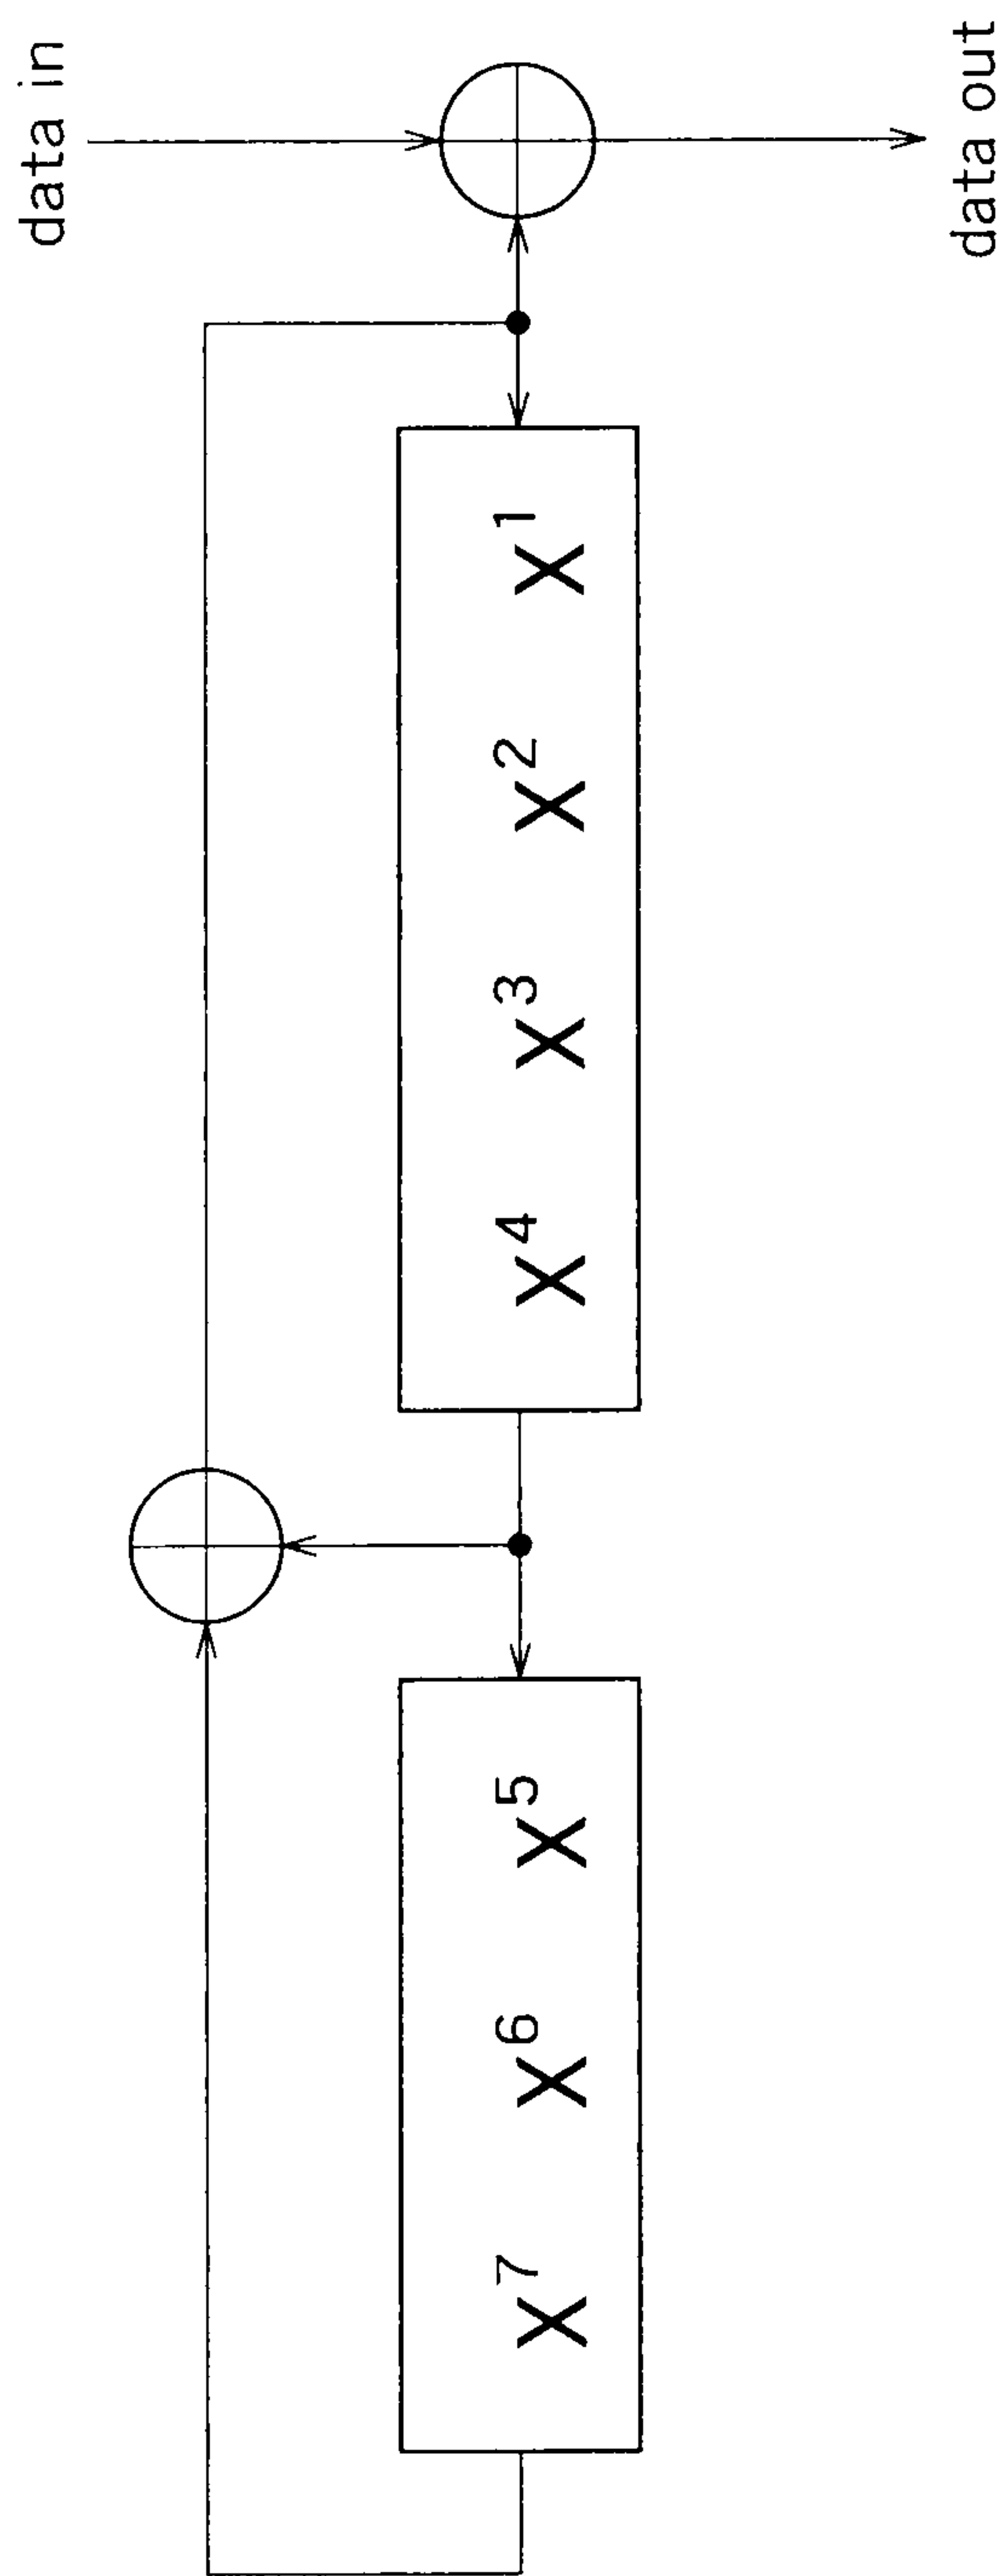 data in
X⁷ X⁶ X⁵ X⁴ X³ X² X¹
data out